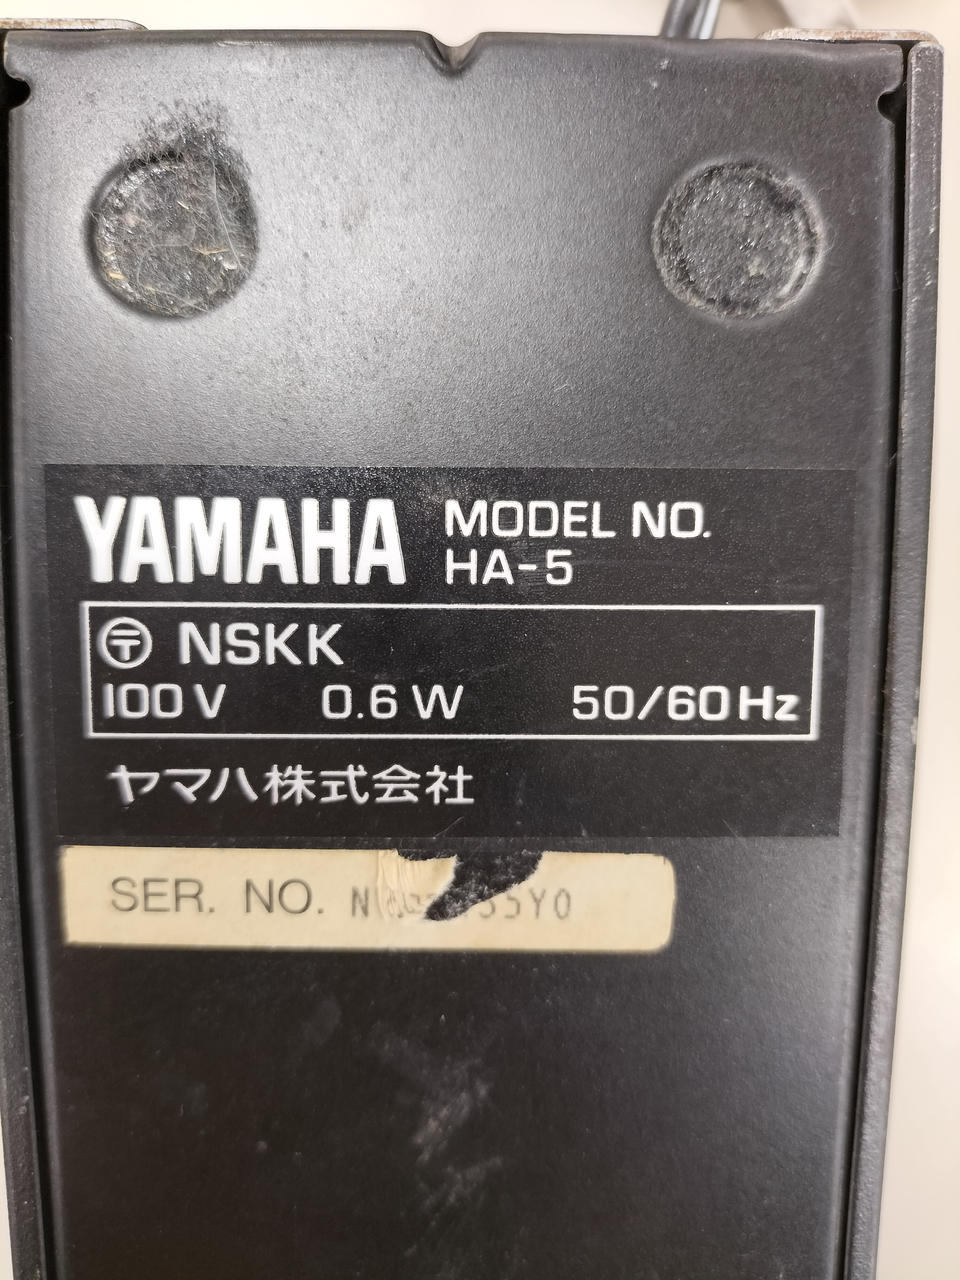 YAMAHA MODEL NO.
HA-5
〶 NSKK
100V 0.6W 50/60Hz
ヤマハ株式会社
SER. NO.